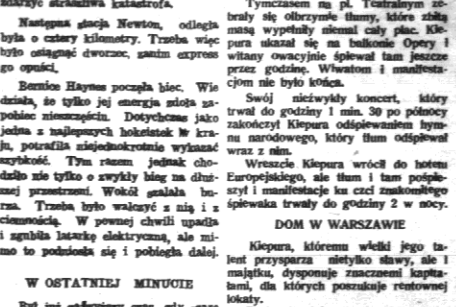 zdarzyć straszliwa katastrofa.
Następna stacja Newton, odległa
była o cztery kilometry. Trzeba więc
było osiągnąć dworzec, zanim express
go opuści.
Bernice Haynes poczęła biec. Wie
działa, że tylko jej energja zdoła za-
pobiec nieszczęściu. Dotychczas jako
jedna z najlepszych hokeistek w kra-
ju, potrafiła niejednokrotnie wykazać
szybkość. Tym razem jednak cho-
dziło nie tylko o zwykły bieg na dłuż-
szej przestrzeni. Wokół szalała bu-
rza. Trzeba było walczyć z nią i z
ciemnością. W pewnej chwili upadła
i zgubiła latarkę elektryczną, ale mi-
mo to podniosła się i pobiegła dalej.
W OSTATNIEJ MINUCIE
Tymczasem na pl. Teatralnym ze-
brały się olbrzymie tłumy, które zbitą
masą wypełniły niemal cały plac. Kie-
pura ukazał się na balkonie Opery i
witany owacyjnie śpiewał tam jeszcze
przez godzinę. Wiwatom i manifesta-
cjom nie było końca.
Swój niezwykły koncert, który
trwał do godziny 1 min. 30 po północy
zakończył Kiepura odśpiewaniem hym-
nu narodowego, który tłum odśpiewał
wraz z nim.
Wreszcie Kiepura wrócił do hotelu
Europejskiego, ale tłum i tam pośpie-
szył i manifestacje ku czci znakomitego
śpiewaka trwały do godziny 2 w nocy.
DOM W WARSZAWIE
Kiepura, któremu wielki jego ta-
lent przysparza nietylko sławy, ale i
majątku, dysponuje znacznemi kapita-
łami, dla których poszukuje rentownej
lokaty.